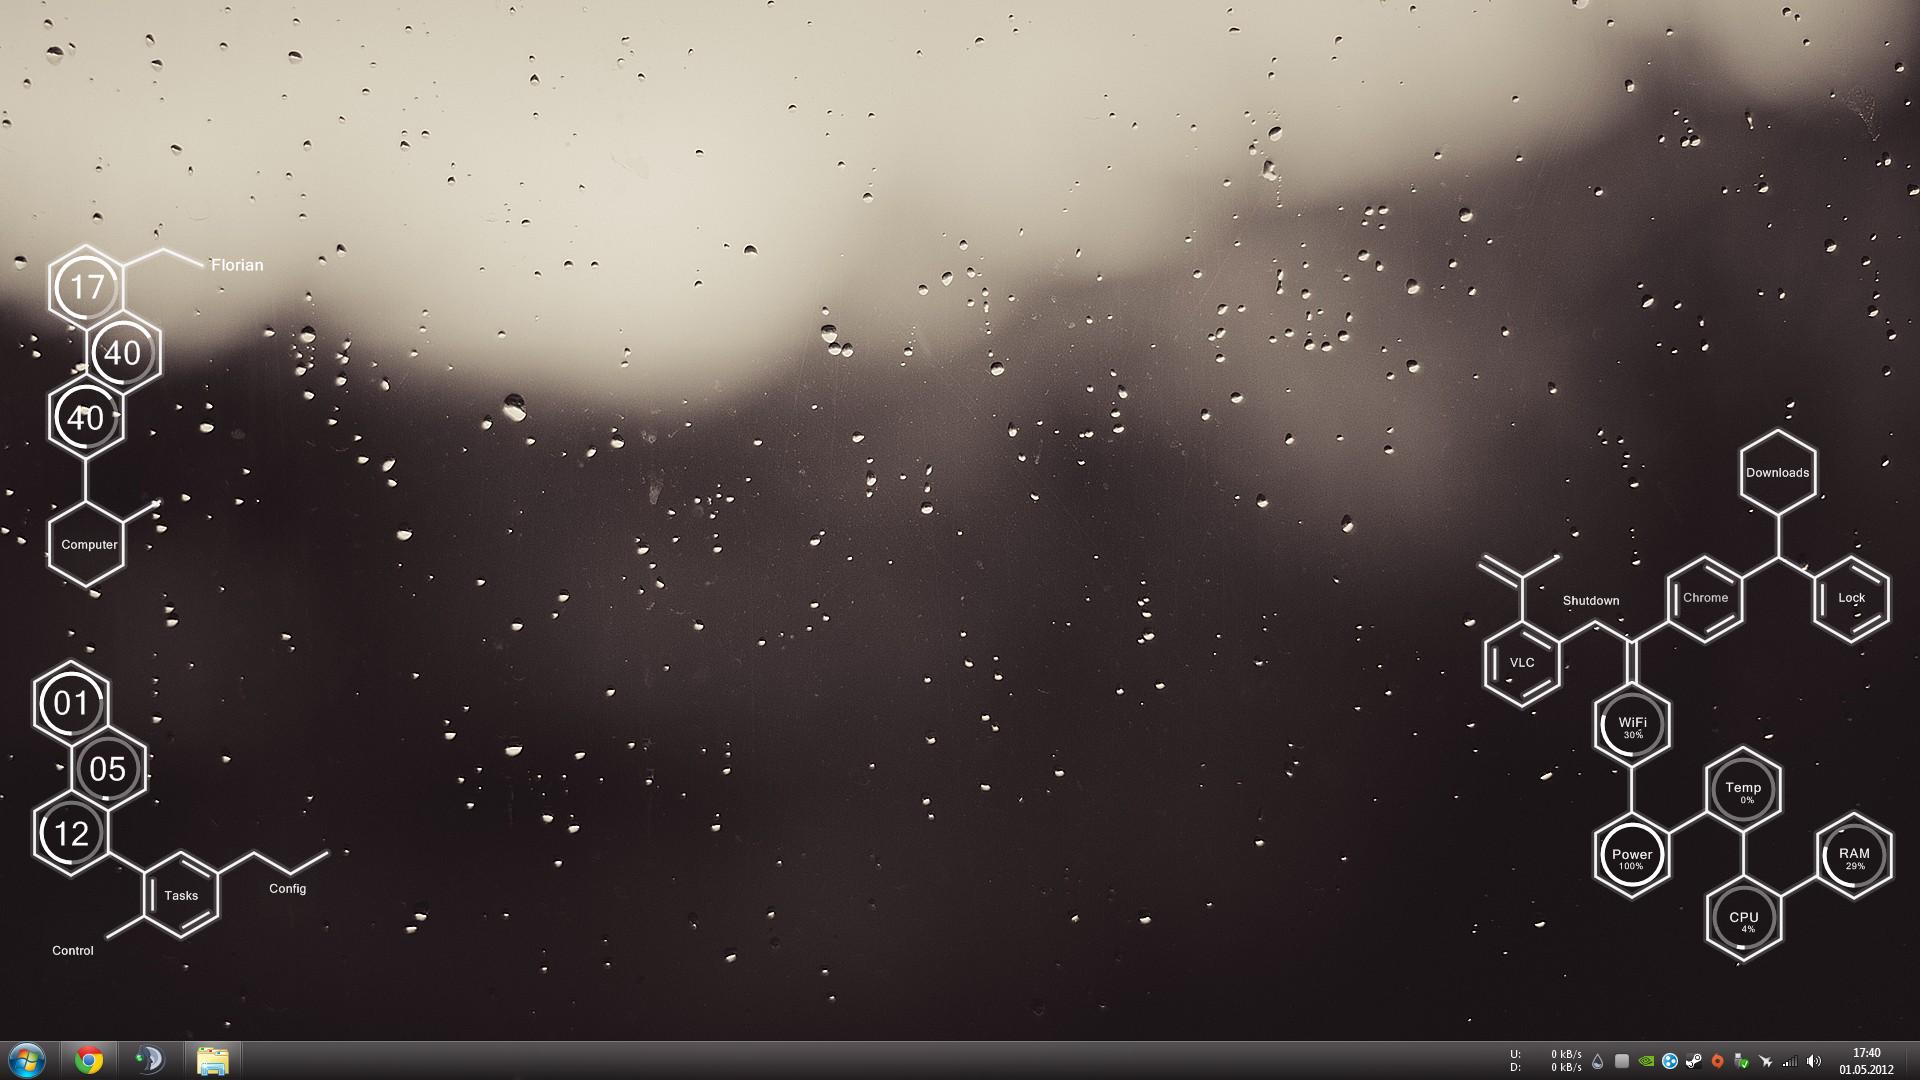 Florian
17
40
40
Computer
01
05
12
Tasks
Config
Control
Downloads
Shutdown
Chrome
Lock
VLC
WiFi
30%
Temp
0%
Power
100%
RAM
29%
CPU
4%
U: 0 kB/s
D: 0 kB/s
17:40
01.05.2012